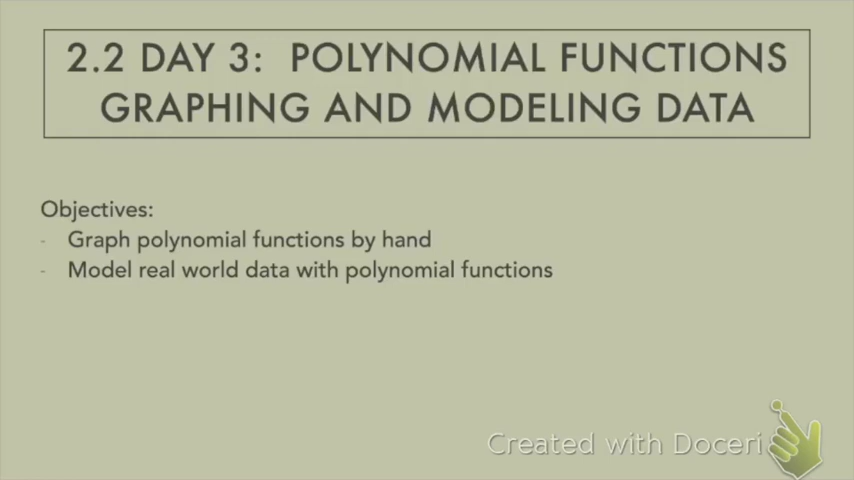 2.2 DAY 3: POLYNOMIAL FUNCTIONS
GRAPHING AND MODELING DATA
Objectives:
- Graph polynomial functions by hand
- Model real world data with polynomial functions
Created with Doceri